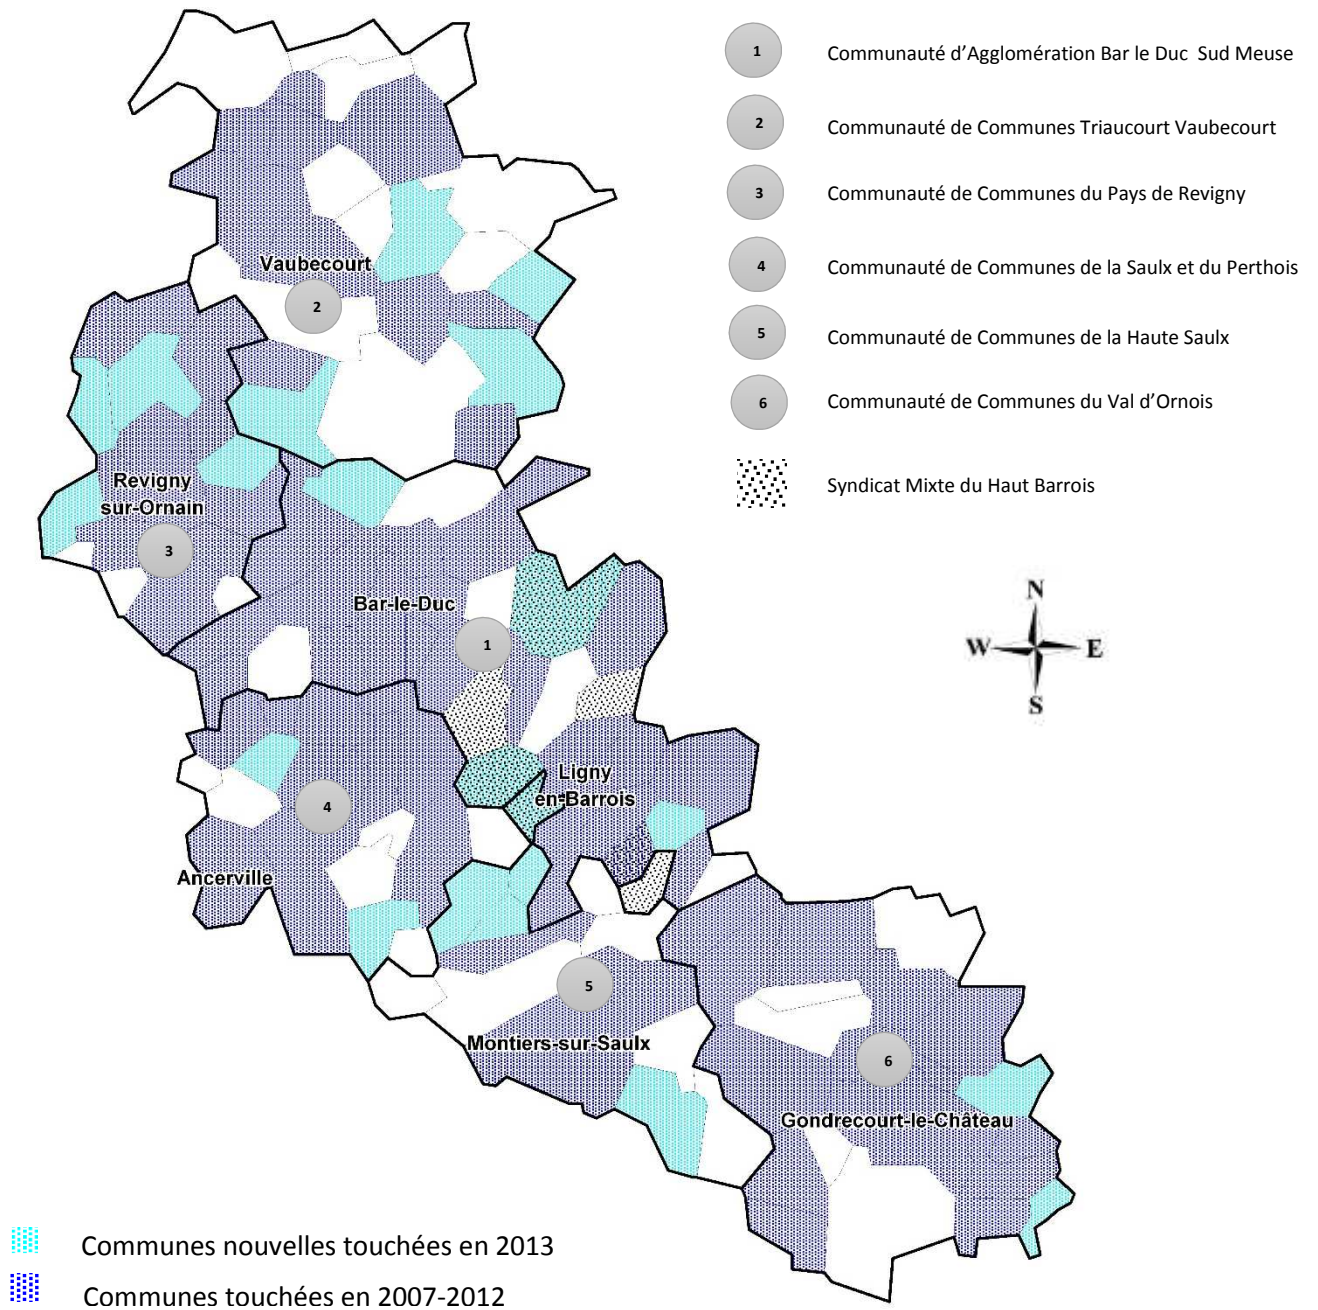 1 Communauté d’Agglomération Bar le Duc Sud Meuse
2 Communauté de Communes Triaucourt Vaubecourt
3 Communauté de Communes du Pays de Revigny
4 Communauté de Communes de la Saulx et du Perthois
5 Communauté de Communes de la Haute Saulx
6 Communauté de Communes du Val d’Ornois
Syndicat Mixte du Haut Barrois
Vaubecourt
2
Revigny
sur-Ornain
3
Bar-le-Duc
1
N
W E
S
Ligny
en-Barrois
4
Ancerville
5
Montiers-sur-Saulx
6
Gondrecourt-le-Château
Communes nouvelles touchées en 2013
Communes touchées en 2007-2012